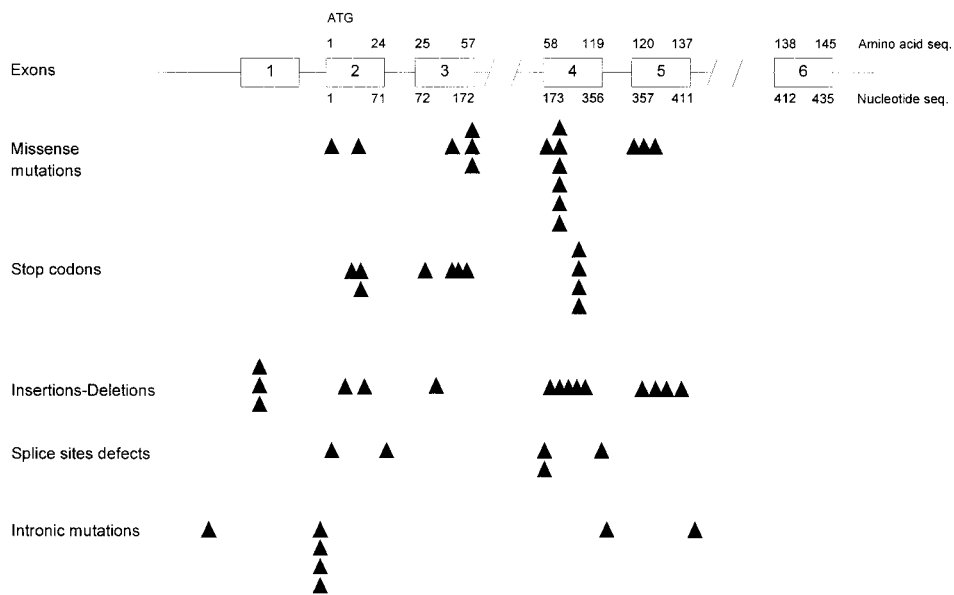 ATG
1 24 25 57 58 119 120 137 138 145 Amino acid seq.
Exons 1 2 3 4 5 6
1 71 72 172 173 356 357 411 412 435 Nucleotide seq.
Missense
mutations
Stop codons
Insertions-Deletions
Splice sites defects
Intronic mutations